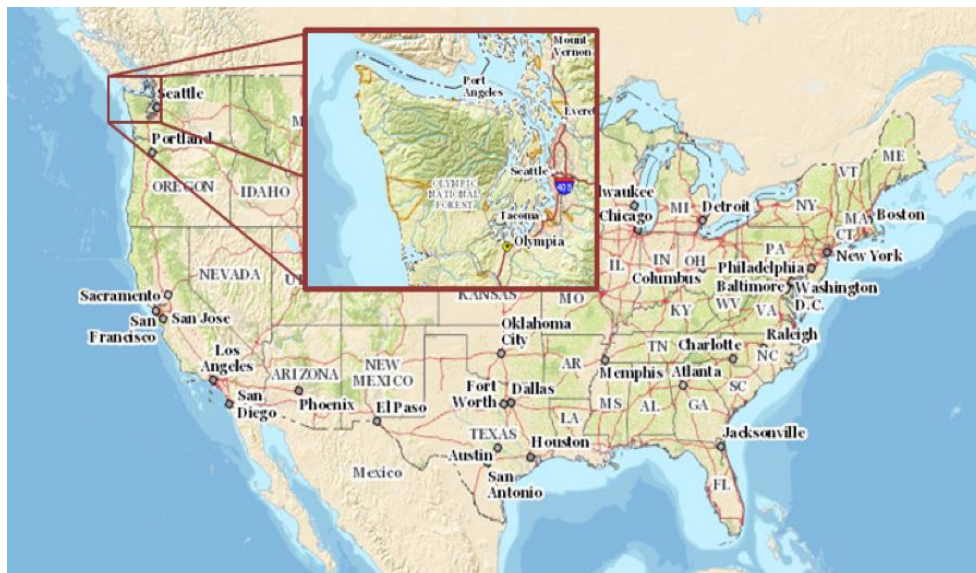 Mount
Vernon
Port
Angeles
Everet
Seattle
405
OLYMPIC
NATIONAL
FOREST
Tacoma
Olympia
Seattle
Portland
OREGON
IDAHO
M
NEVADA
U
Sacramento
San
Francisco
San Jose
Los
Angeles
San
Diego
ARIZONA
Phoenix
NEW
MEXICO
El Paso
Mexico
KANSAS
MO
Oklahoma
City
Fort
Worth
Dallas
TEXAS
Austin
Houston
San
Antonio
AR
LA
MS
AL
GA
TN
Memphis
Atlanta
Charlotte
Raleigh
NC
SC
Jacksonville
FL
lwaukee
Chicago
MI
Detroit
IL
IN
OH
Columbus
KY
WV
VA
PA
Philadelphia
Baltimore
Washington
D.C.
New York
NY
CT
MA
Boston
VT
ME